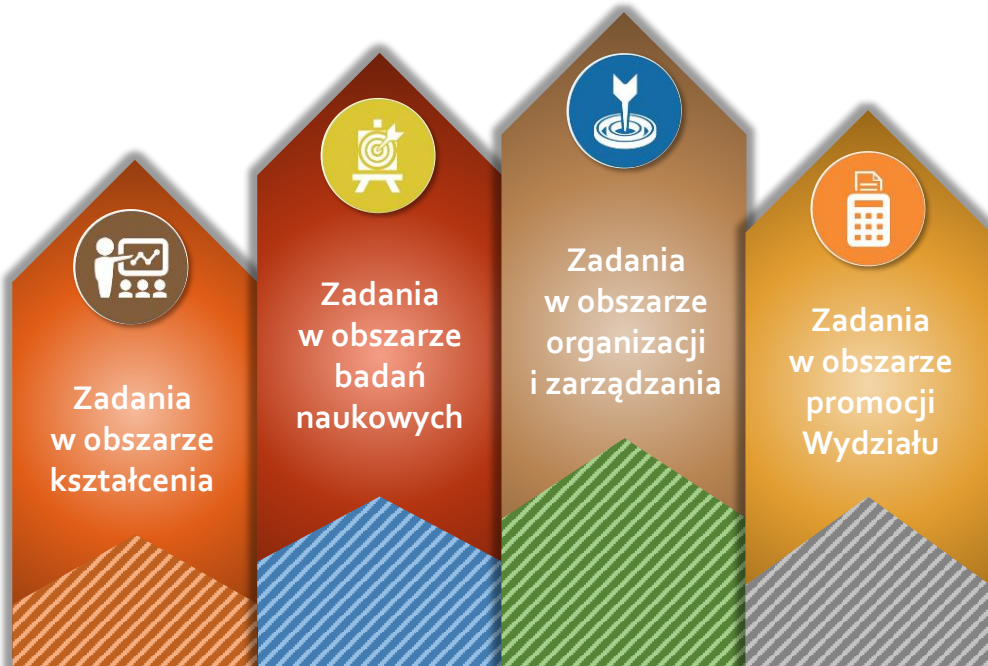 Zadania
w obszarze
kształcenia
Zadania
w obszarze
badań
naukowych
Zadania
w obszarze
organizacji
i zarządzania
Zadania
w obszarze
promocji
Wydziału